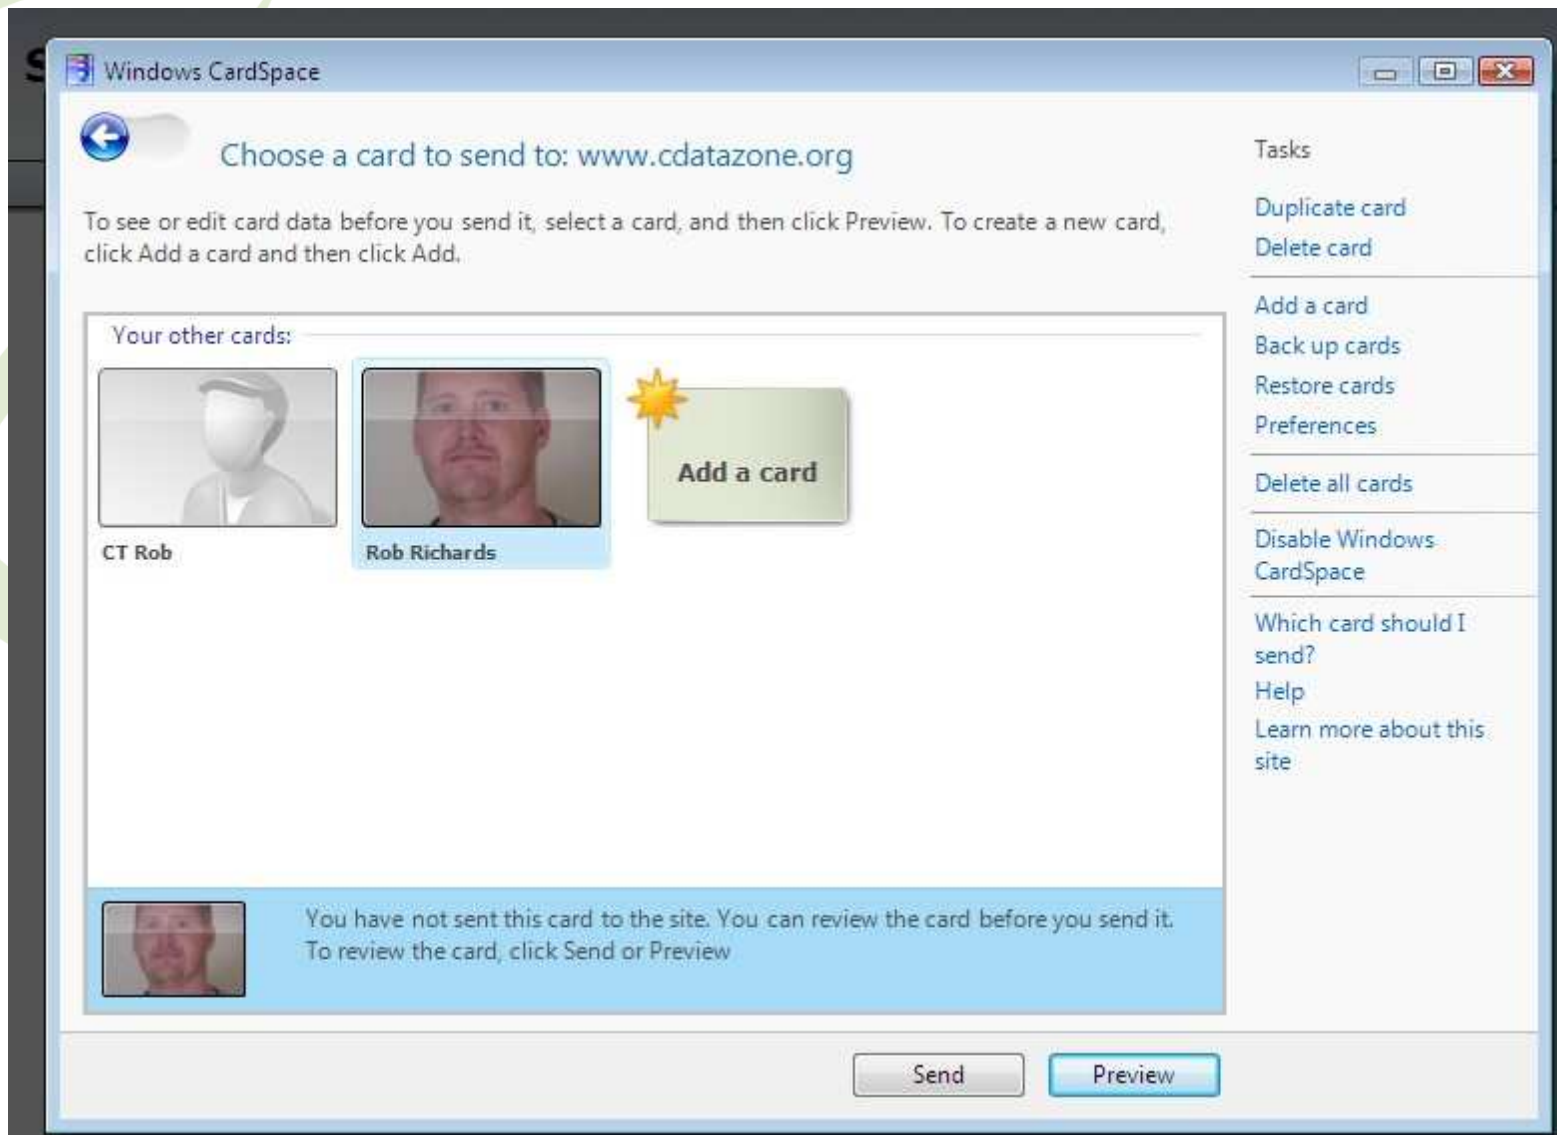 S
Windows CardSpace
Choose a card to send to: www.cdatazone.org
To see or edit card data before you send it, select a card, and then click Preview. To create a new card,
click Add a card and then click Add.
Your other cards:
Add a card
CT Rob
Rob Richards
You have not sent this card to the site. You can review the card before you send it.
To review the card, click Send or Preview
Send
Preview
Tasks
Duplicate card
Delete card
Add a card
Back up cards
Restore cards
Preferences
Delete all cards
Disable Windows
CardSpace
Which card should I
send?
Help
Learn more about this
site